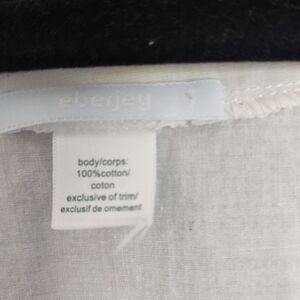 eberjey
body/corps:
100%cotton/
coton
exclusive of trim/
exclusif de ornement